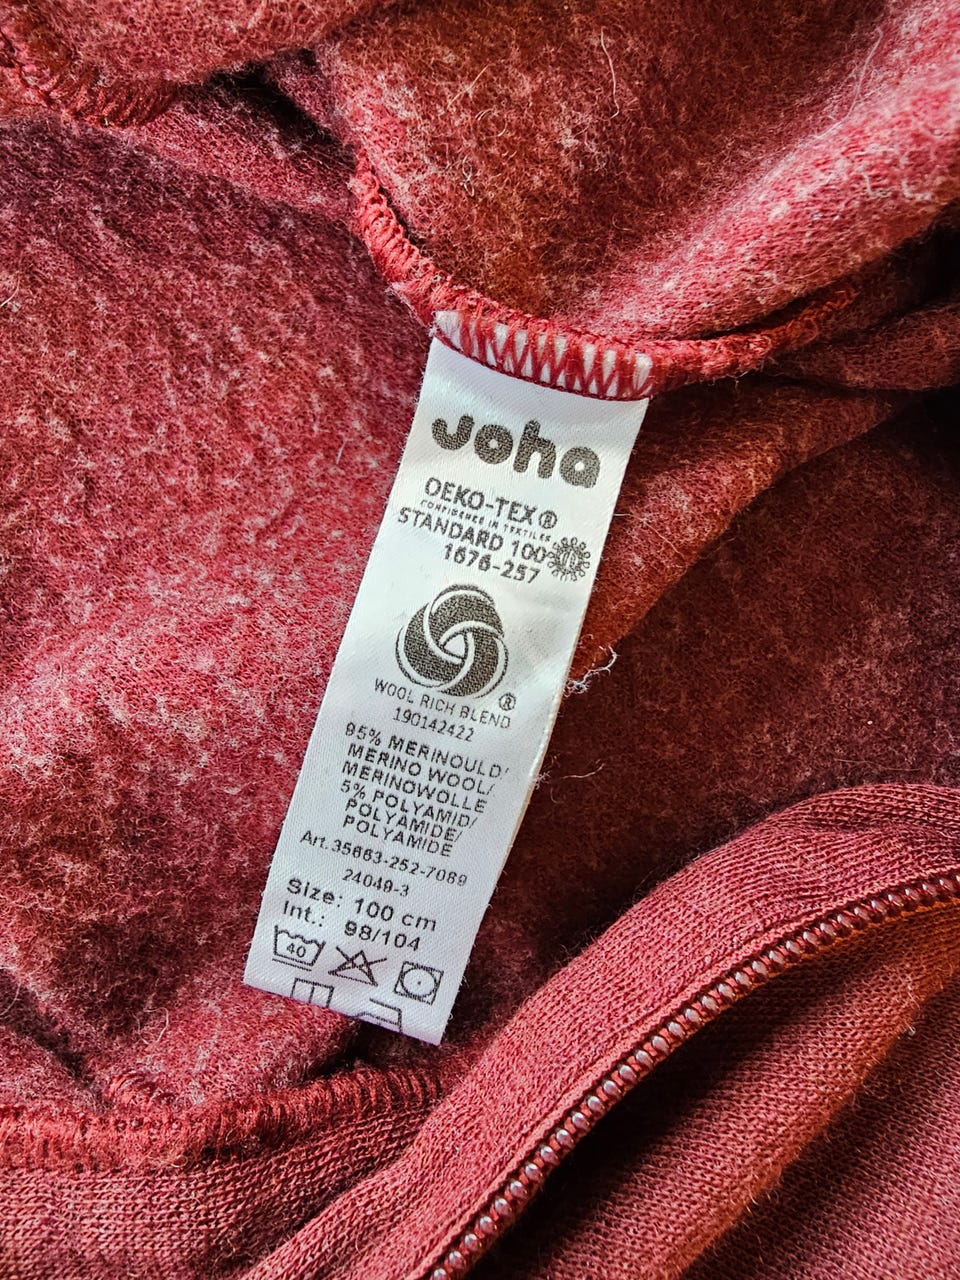 Joha
OEKO-TEX®
CONFIDENCE IN TEXTILES
STANDARD 100
1676-257
WOOL RICH BLEND
190142422
95% MERINOULD/
MERINO WOOL/
MERINOWOLLE
5% POLYAMID/
POLYAMIDE/
POLYAMIDE
Art.35663-252-7089
24049-3
Size: 100 cm
Int.: 98/104
40